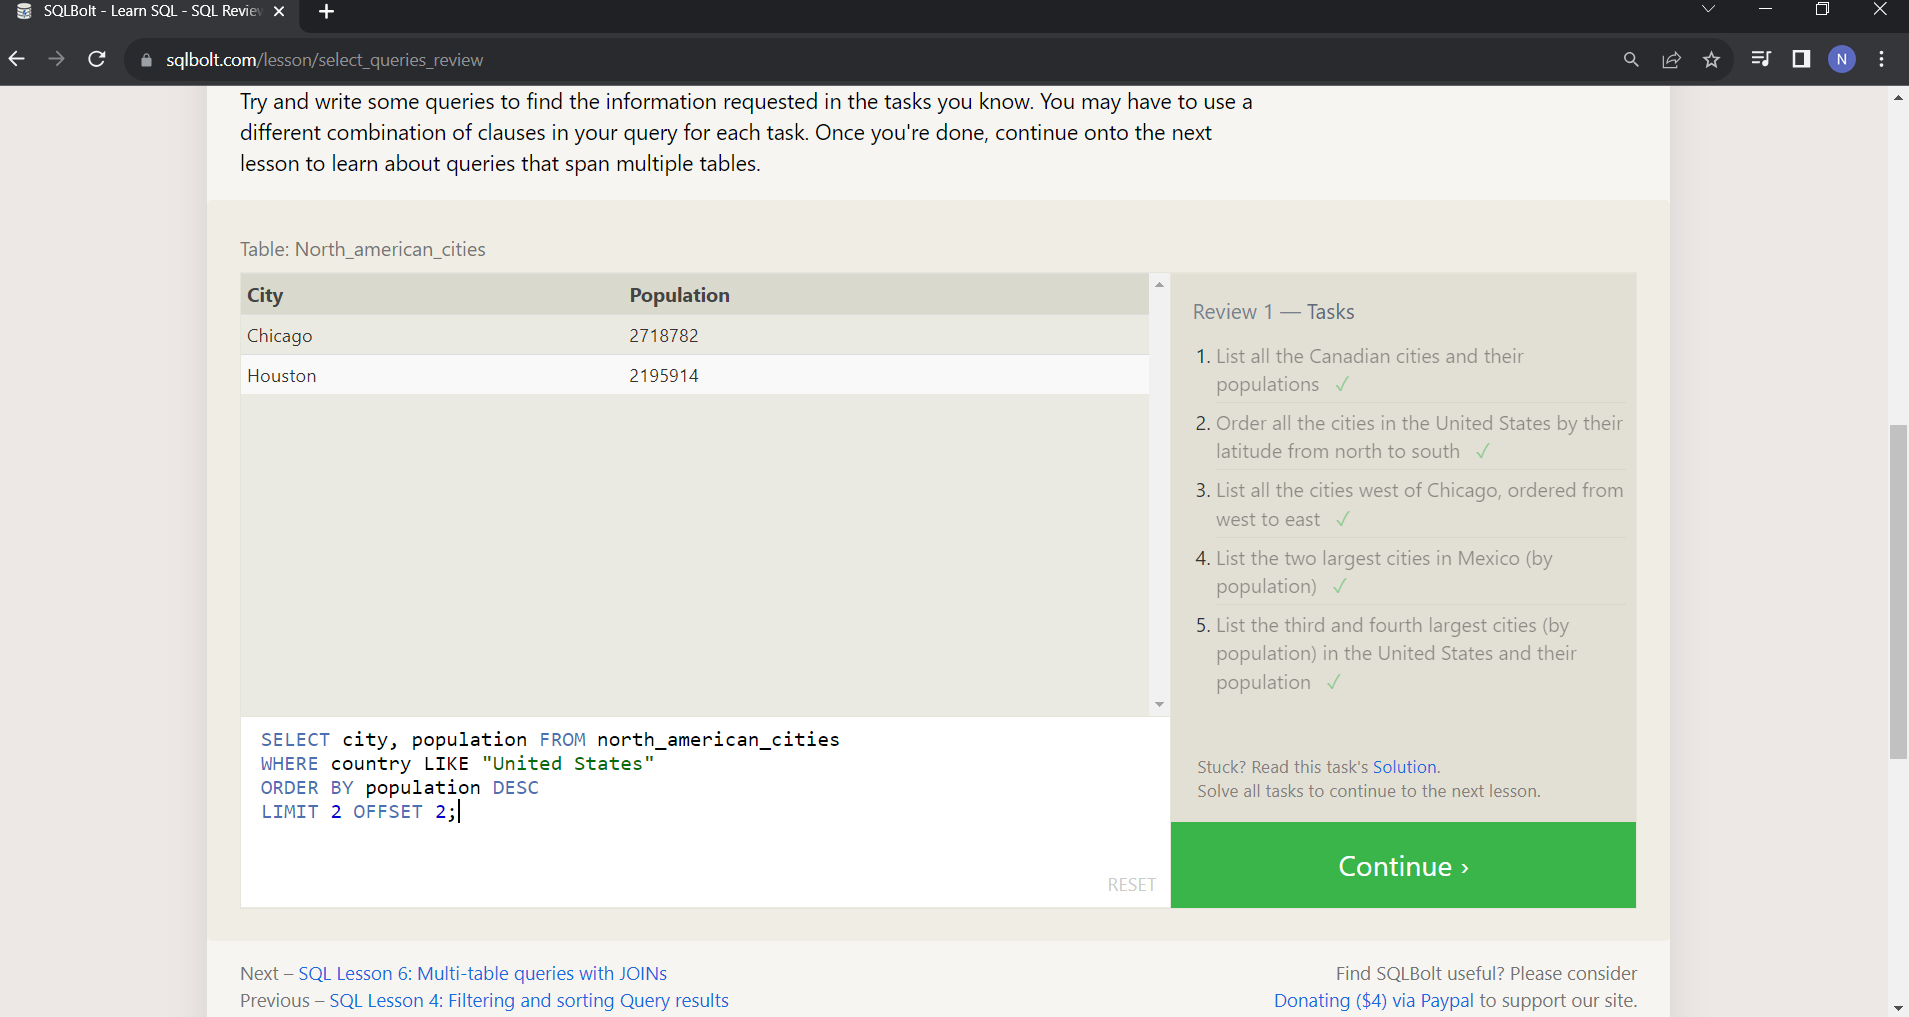 SQLBolt - Learn SQL - SQL Review
sqlbolt.com/lesson/select_queries_review
N
Try and write some queries to find the information requested in the tasks you know. You may have to use a
different combination of clauses in your query for each task. Once you're done, continue onto the next
lesson to learn about queries that span multiple tables.
Table: North_american_cities
City Population
Chicago 2718782
Houston 2195914
SELECT city, population FROM north_american_cities
WHERE country LIKE "United States"
ORDER BY population DESC
LIMIT 2 OFFSET 2;
RESET
Review 1 — Tasks
1. List all the Canadian cities and their
populations ✓
2. Order all the cities in the United States by their
latitude from north to south ✓
3. List all the cities west of Chicago, ordered from
west to east ✓
4. List the two largest cities in Mexico (by
population) ✓
5. List the third and fourth largest cities (by
population) in the United States and their
population ✓
Stuck? Read this task's Solution.
Solve all tasks to continue to the next lesson.
Continue ›
Next – SQL Lesson 6: Multi-table queries with JOINs
Previous – SQL Lesson 4: Filtering and sorting Query results
Find SQLBolt useful? Please consider
Donating ($4) via Paypal to support our site.